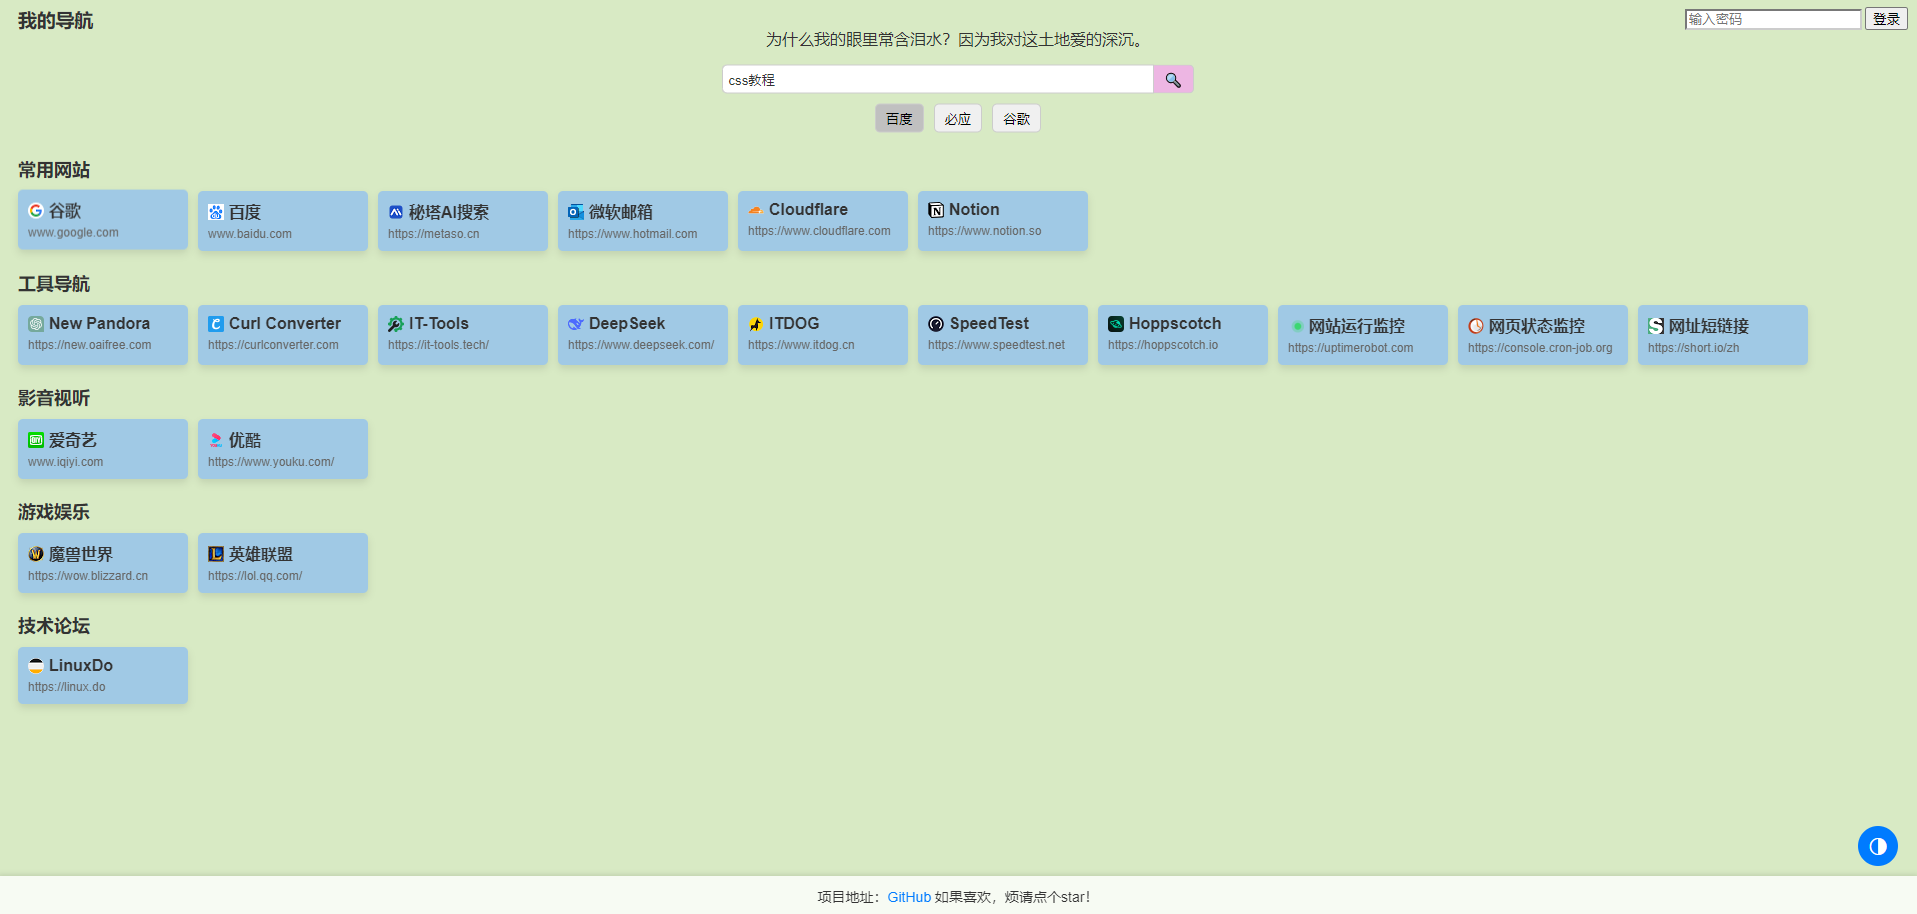 我的导航
输入密码 登录
为什么我的眼里常含泪水？因为我对这土地爱的深沉。
css教程
百度 必应 谷歌
常用网站
谷歌
www.google.com
百度
www.baidu.com
秘塔AI搜索
https://metaso.cn
微软邮箱
https://www.hotmail.com
Cloudflare
https://www.cloudflare.com
Notion
https://www.notion.so
工具导航
New Pandora
https://new.oaifree.com
Curl Converter
https://curlconverter.com
IT-Tools
https://it-tools.tech/
DeepSeek
https://www.deepseek.com/
ITDOG
https://www.itdog.cn
SpeedTest
https://www.speedtest.net
Hoppscotch
https://hoppscotch.io
网站运行监控
https://uptimerobot.com
网页状态监控
https://console.cron-job.org
网址短链接
https://short.io/zh
影音视听
爱奇艺
www.iqiyi.com
优酷
https://www.youku.com/
游戏娱乐
魔兽世界
https://wow.blizzard.cn
英雄联盟
https://lol.qq.com/
技术论坛
LinuxDo
https://linux.do
项目地址：GitHub 如果喜欢，烦请点个star！